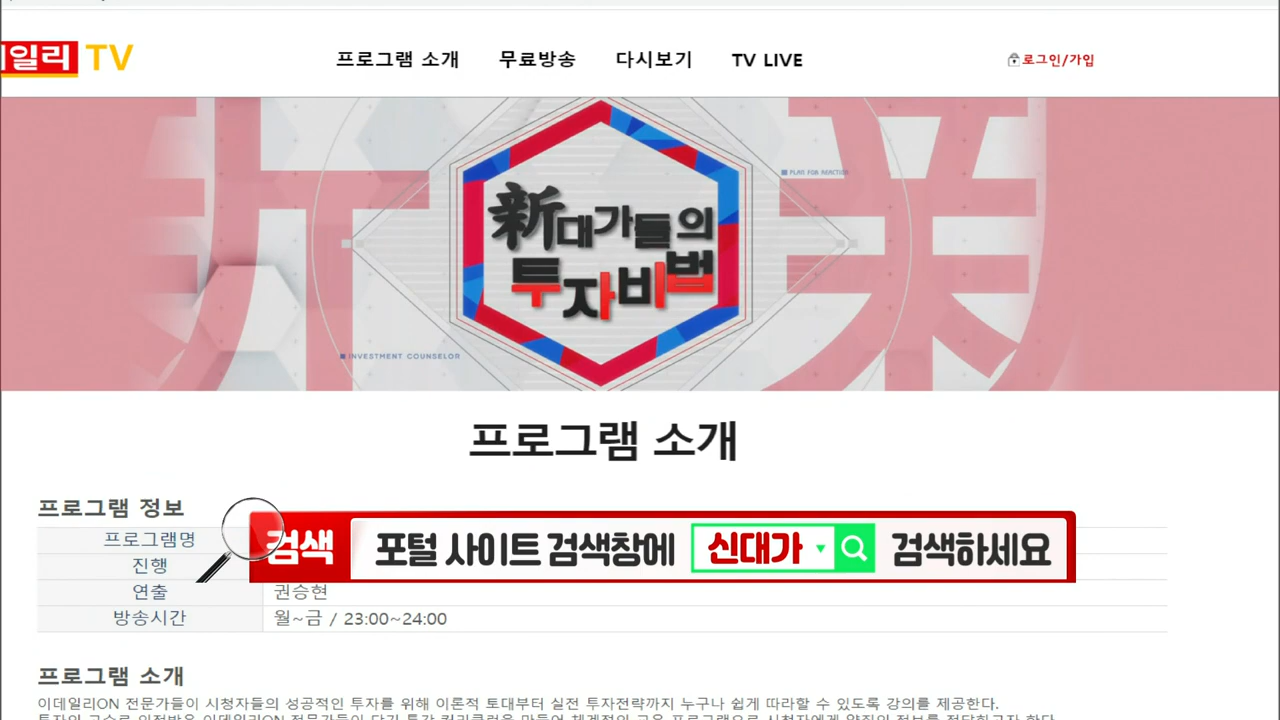 일리 TV
프로그램 소개
무료방송
다시보기
TV LIVE
로그인/가입
PLAN FOR REACTION
新대가들의
투자비법
INVESTMENT COUNSELOR
프로그램 소개
프로그램 정보
프로그램명
검색 포털 사이트 검색창에 신대가 검색하세요
진행
연출 권승현
방송시간 월~금 / 23:00~24:00
프로그램 소개
이데일리ON 전문가들이 시청자들의 성공적인 투자를 위해 이론적 토대부터 실전 투자전략까지 누구나 쉽게 따라할 수 있도록 강의를 제공한다.